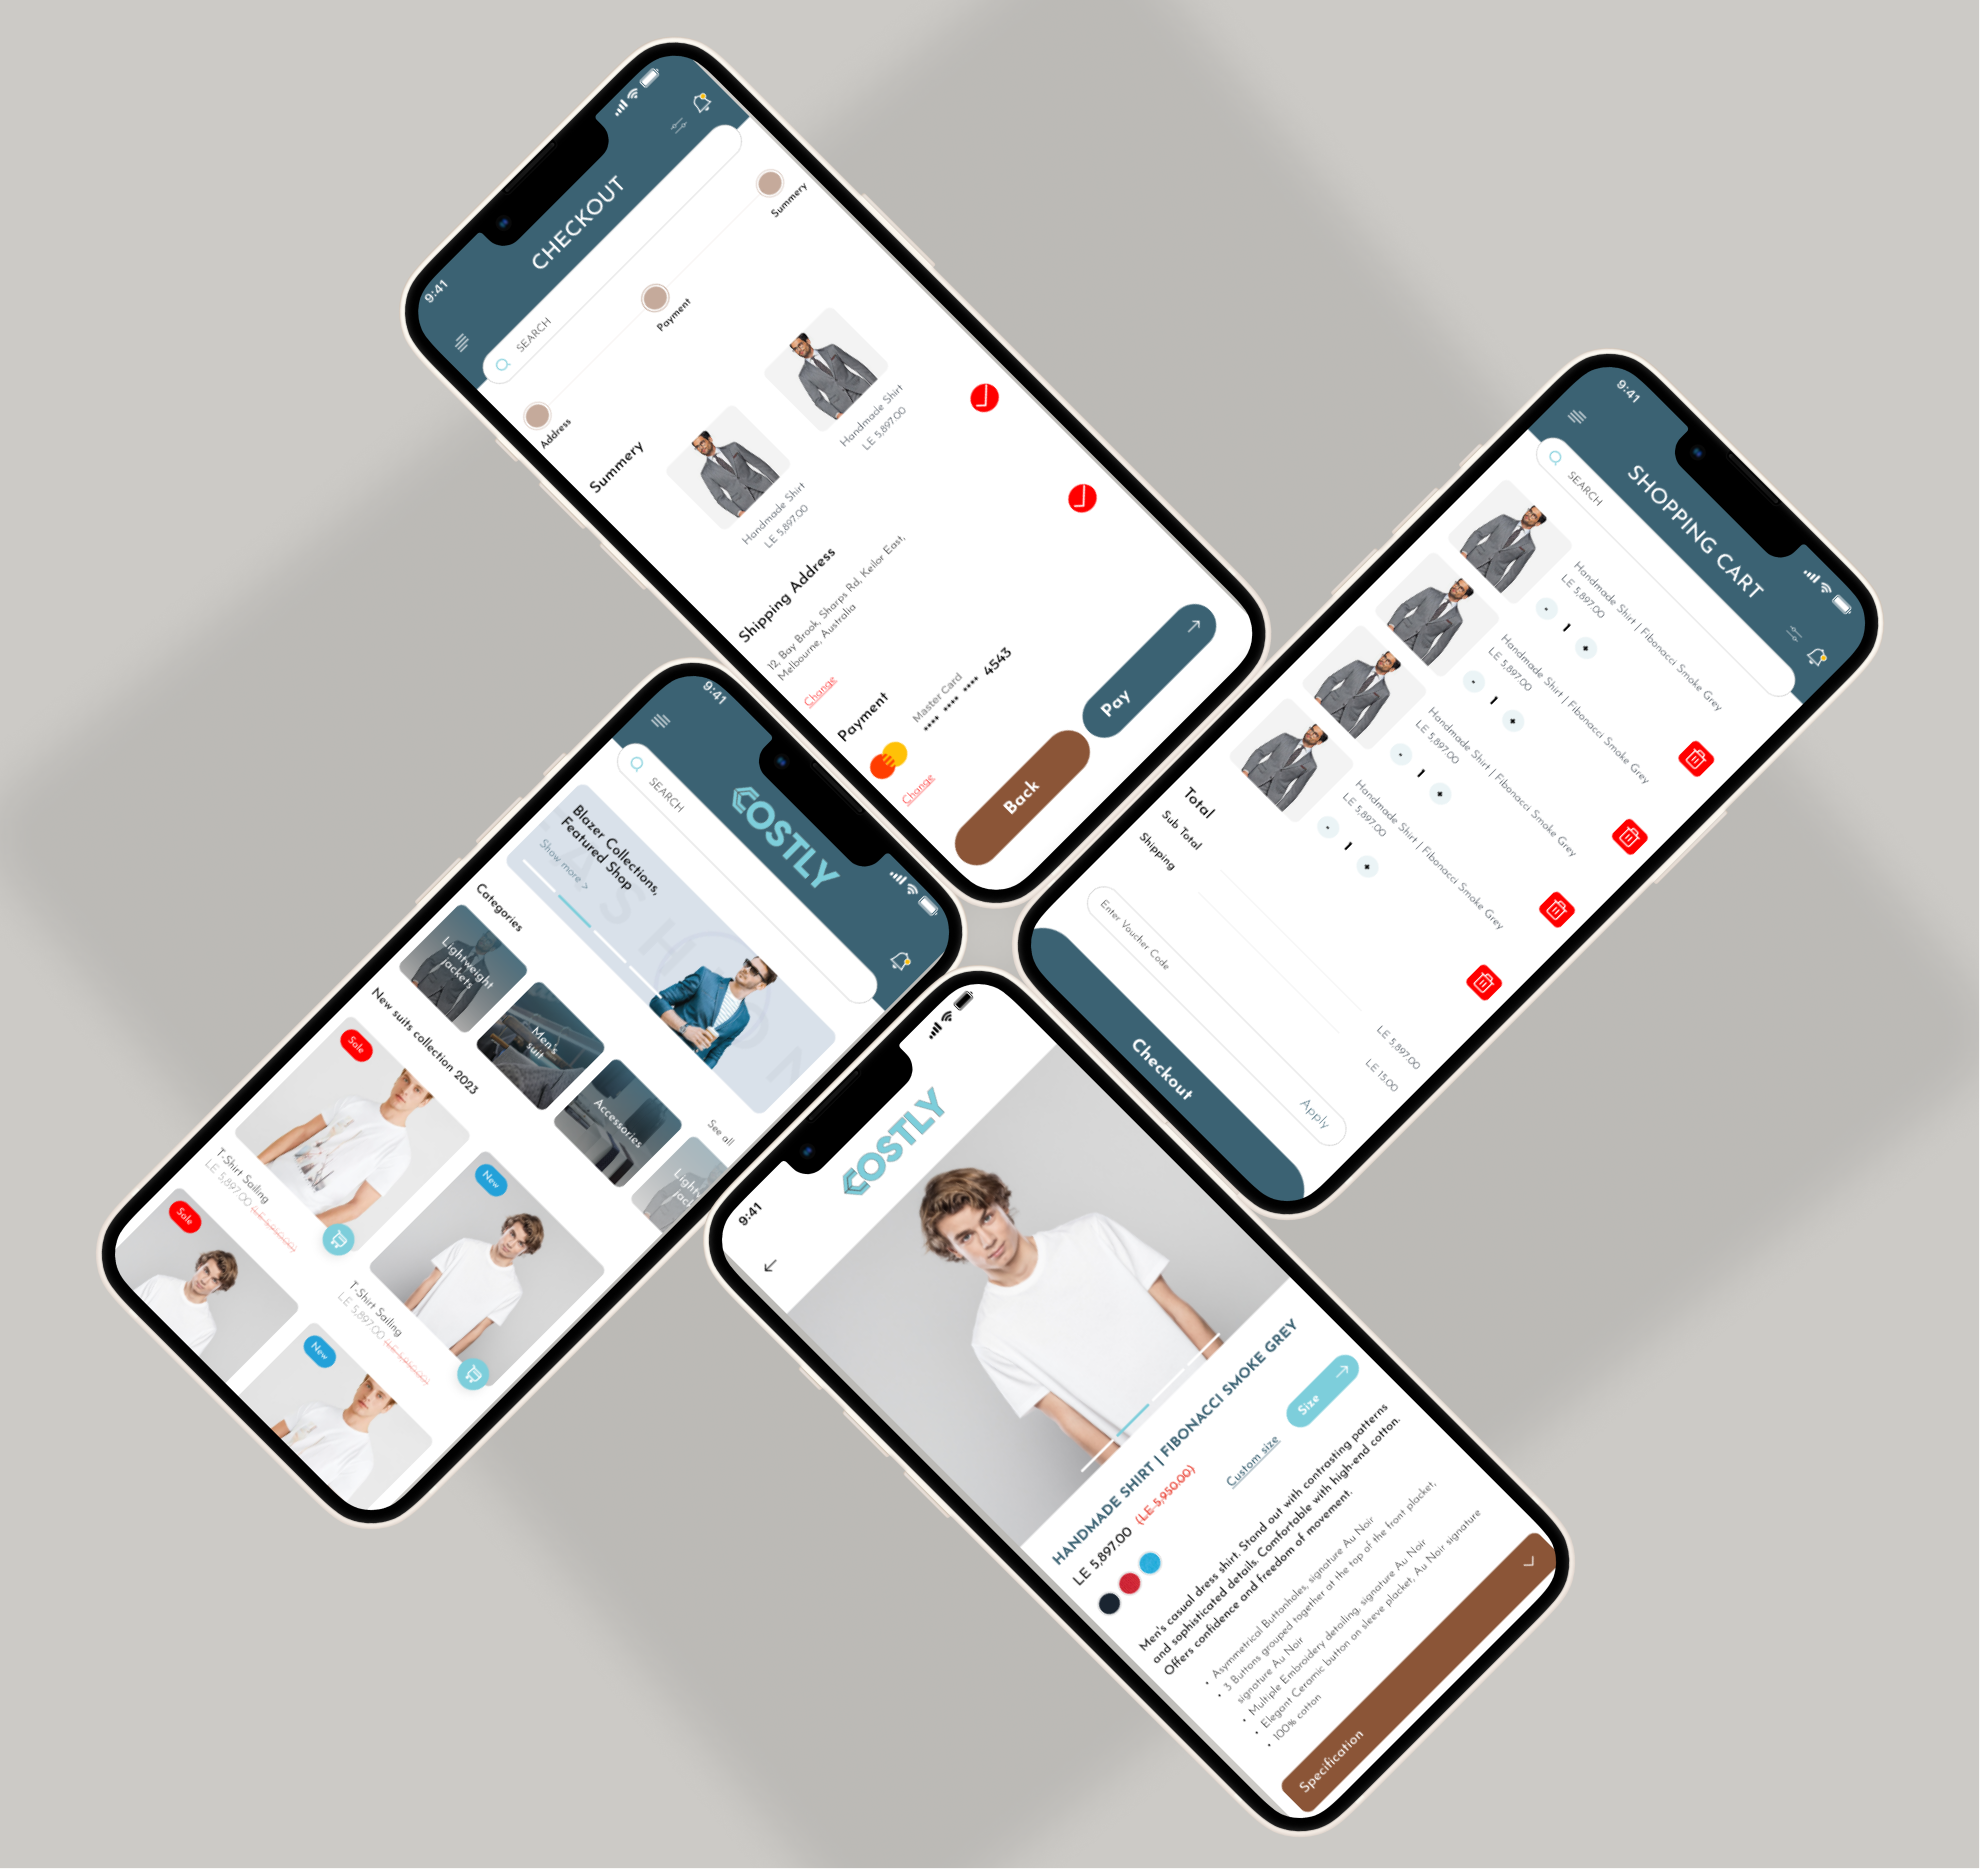 9:41
CHECKOUT
SEARCH
Address
Payment
Summery
Summery
Handmade Shirt
LE 5,897.00
Handmade Shirt
LE 5,897.00
Shipping Address
12, Bay Brook, Sharps Rd, Keilor East,
Melbourne, Australia
Change
Payment
Master Card
**** **** **** 4543
Change
Back
Pay
9:41
SHOPPING CART
SEARCH
Handmade Shirt | Fibonacci Smoke Grey
LE 5,897.00
1
Handmade Shirt | Fibonacci Smoke Grey
LE 5,897.00
1
Handmade Shirt | Fibonacci Smoke Grey
LE 5,897.00
1
Handmade Shirt | Fibonacci Smoke Grey
LE 5,897.00
1
Total
Sub Total
LE 5,897.00
Shipping
LE 15.00
Enter Voucher Code
Apply
Checkout
9:41
COSTLY
SEARCH
FASHION
Blazer Collections,
Featured Shop
Show more >
Categories
See all
Lightweight
jackets
Men's
suit
Accessories
New suits collection 2023
Sale
T-Shirt Sailing
LE 5,897.00
New
T-Shirt Sailing
LE 5,897.00
Sale
New
9:41
COSTLY
HANDMADE SHIRT | FIBONACCI SMOKE GREY
LE 5,897.00 (LE 5,950.00)
Size
Custom size
Men's casual dress shirt. Stand out with contrasting patterns
and sophisticated details. Comfortable with high-end cotton.
Offers confidence and freedom of movement.
• Asymmetrical Buttonholes, signature Au Noir
• 3 Buttons grouped together at the top of the front placket,
signature Au Noir
• Multiple Embroidery detailing, signature Au Noir
• Elegant Ceramic button on sleeve placket, Au Noir signature
• 100% cotton
Specification